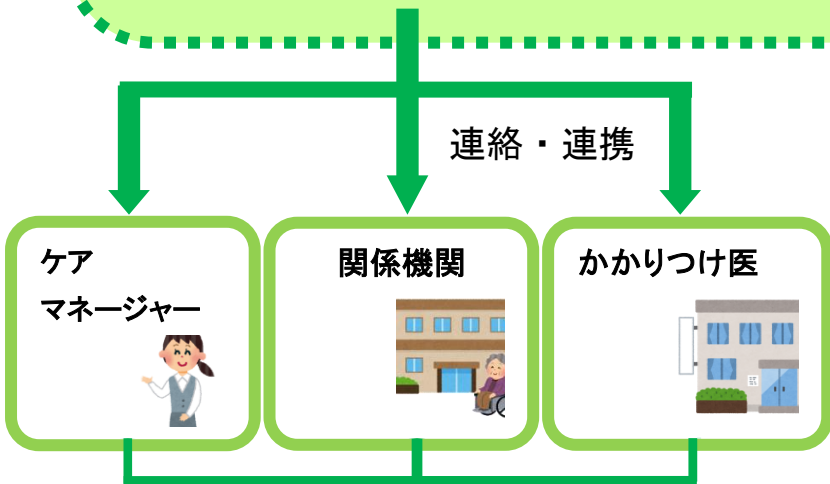 連絡・連携
ケア
マネージャー
関係機関
かかりつけ医